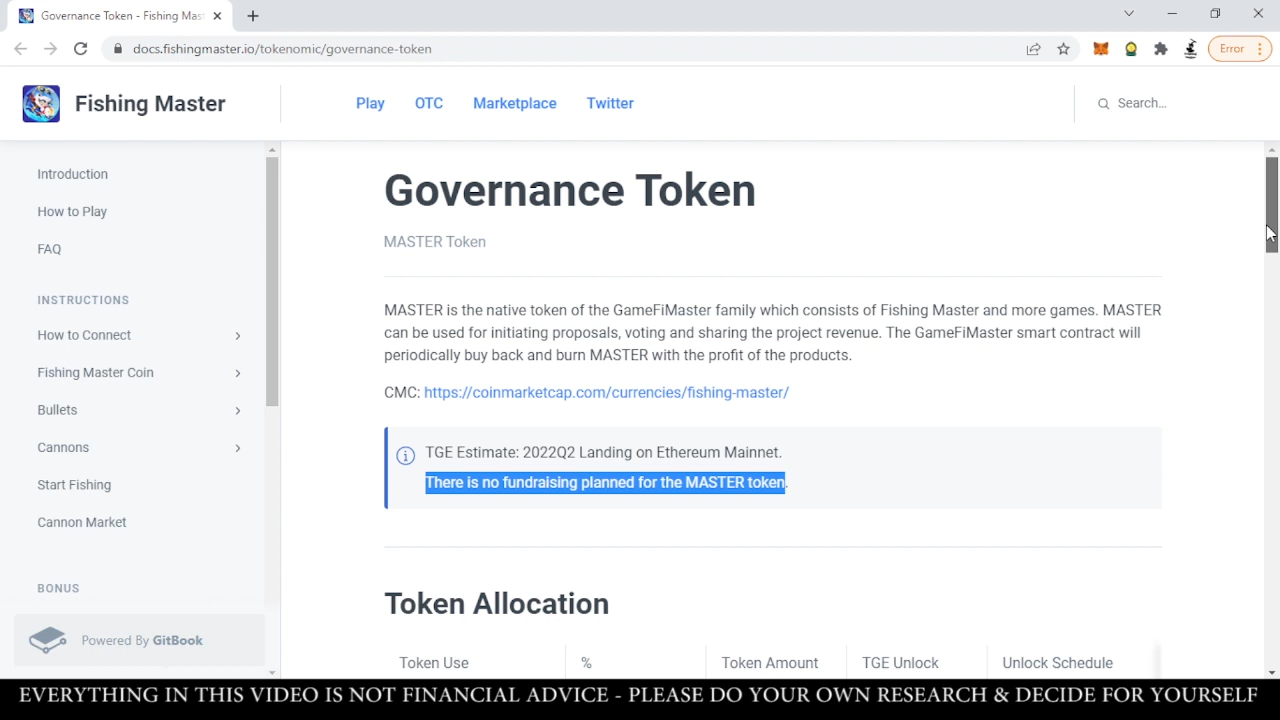 Governance Token - Fishing Mas
docs.fishingmaster.io/tokenomic/governance-token
Error
Fishing Master
Play
OTC
Marketplace
Twitter
Search...
Introduction
How to Play
FAQ
INSTRUCTIONS
How to Connect
Fishing Master Coin
Bullets
Cannons
Start Fishing
Cannon Market
BONUS
Powered By GitBook
Governance Token
MASTER Token
MASTER is the native token of the GameFiMaster family which consists of Fishing Master and more games. MASTER
can be used for initiating proposals, voting and sharing the project revenue. The GameFiMaster smart contract will
periodically buy back and burn MASTER with the profit of the products.
CMC: https://coinmarketcap.com/currencies/fishing-master/
TGE Estimate: 2022Q2 Landing on Ethereum Mainnet.
There is no fundraising planned for the MASTER token.
Token Allocation
Token Use % Token Amount TGE Unlock Unlock Schedule
EVERYTHING IN THIS VIDEO IS NOT FINANCIAL ADVICE - PLEASE DO YOUR OWN RESEARCH & DECIDE FOR YOURSELF